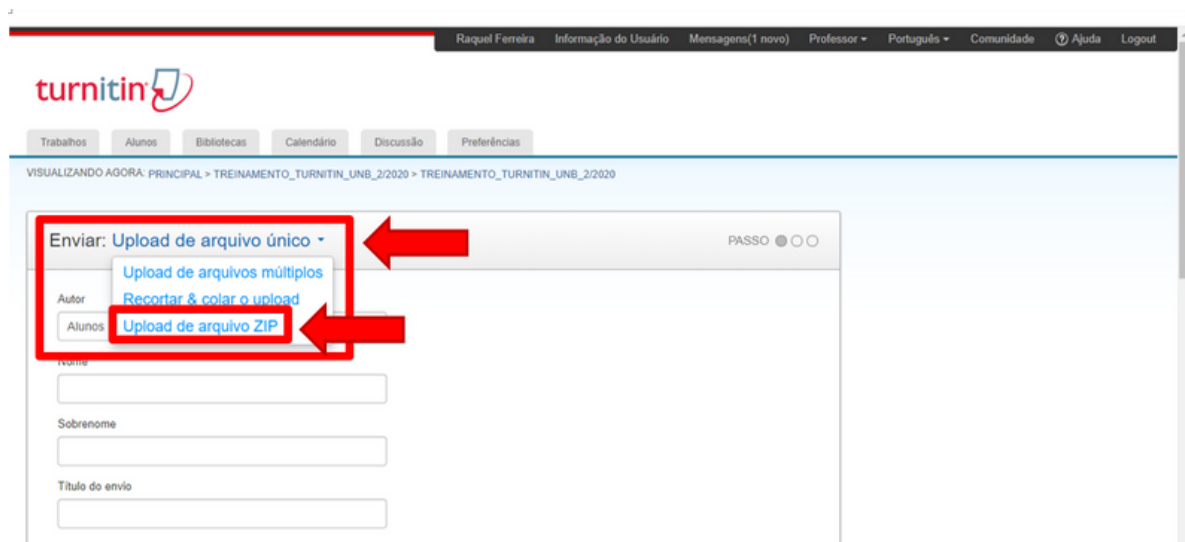 Raquel Ferreira Informação do Usuário Mensagens(1 novo) Professor Português Comunidade Ajuda Logout
turnitin
Trabalhos Alunos Bibliotecas Calendário Discussão Preferências
VISUALIZANDO AGORA: PRINCIPAL > TREINAMENTO_TURNITIN_UNB_2/2020 > TREINAMENTO_TURNITIN_UNB_2/2020
Enviar: Upload de arquivo único PASSO
Upload de arquivos múltiplos
Autor Recortar & colar o upload
Alunos Upload de arquivo ZIP
Nome
Sobrenome
Título do envio